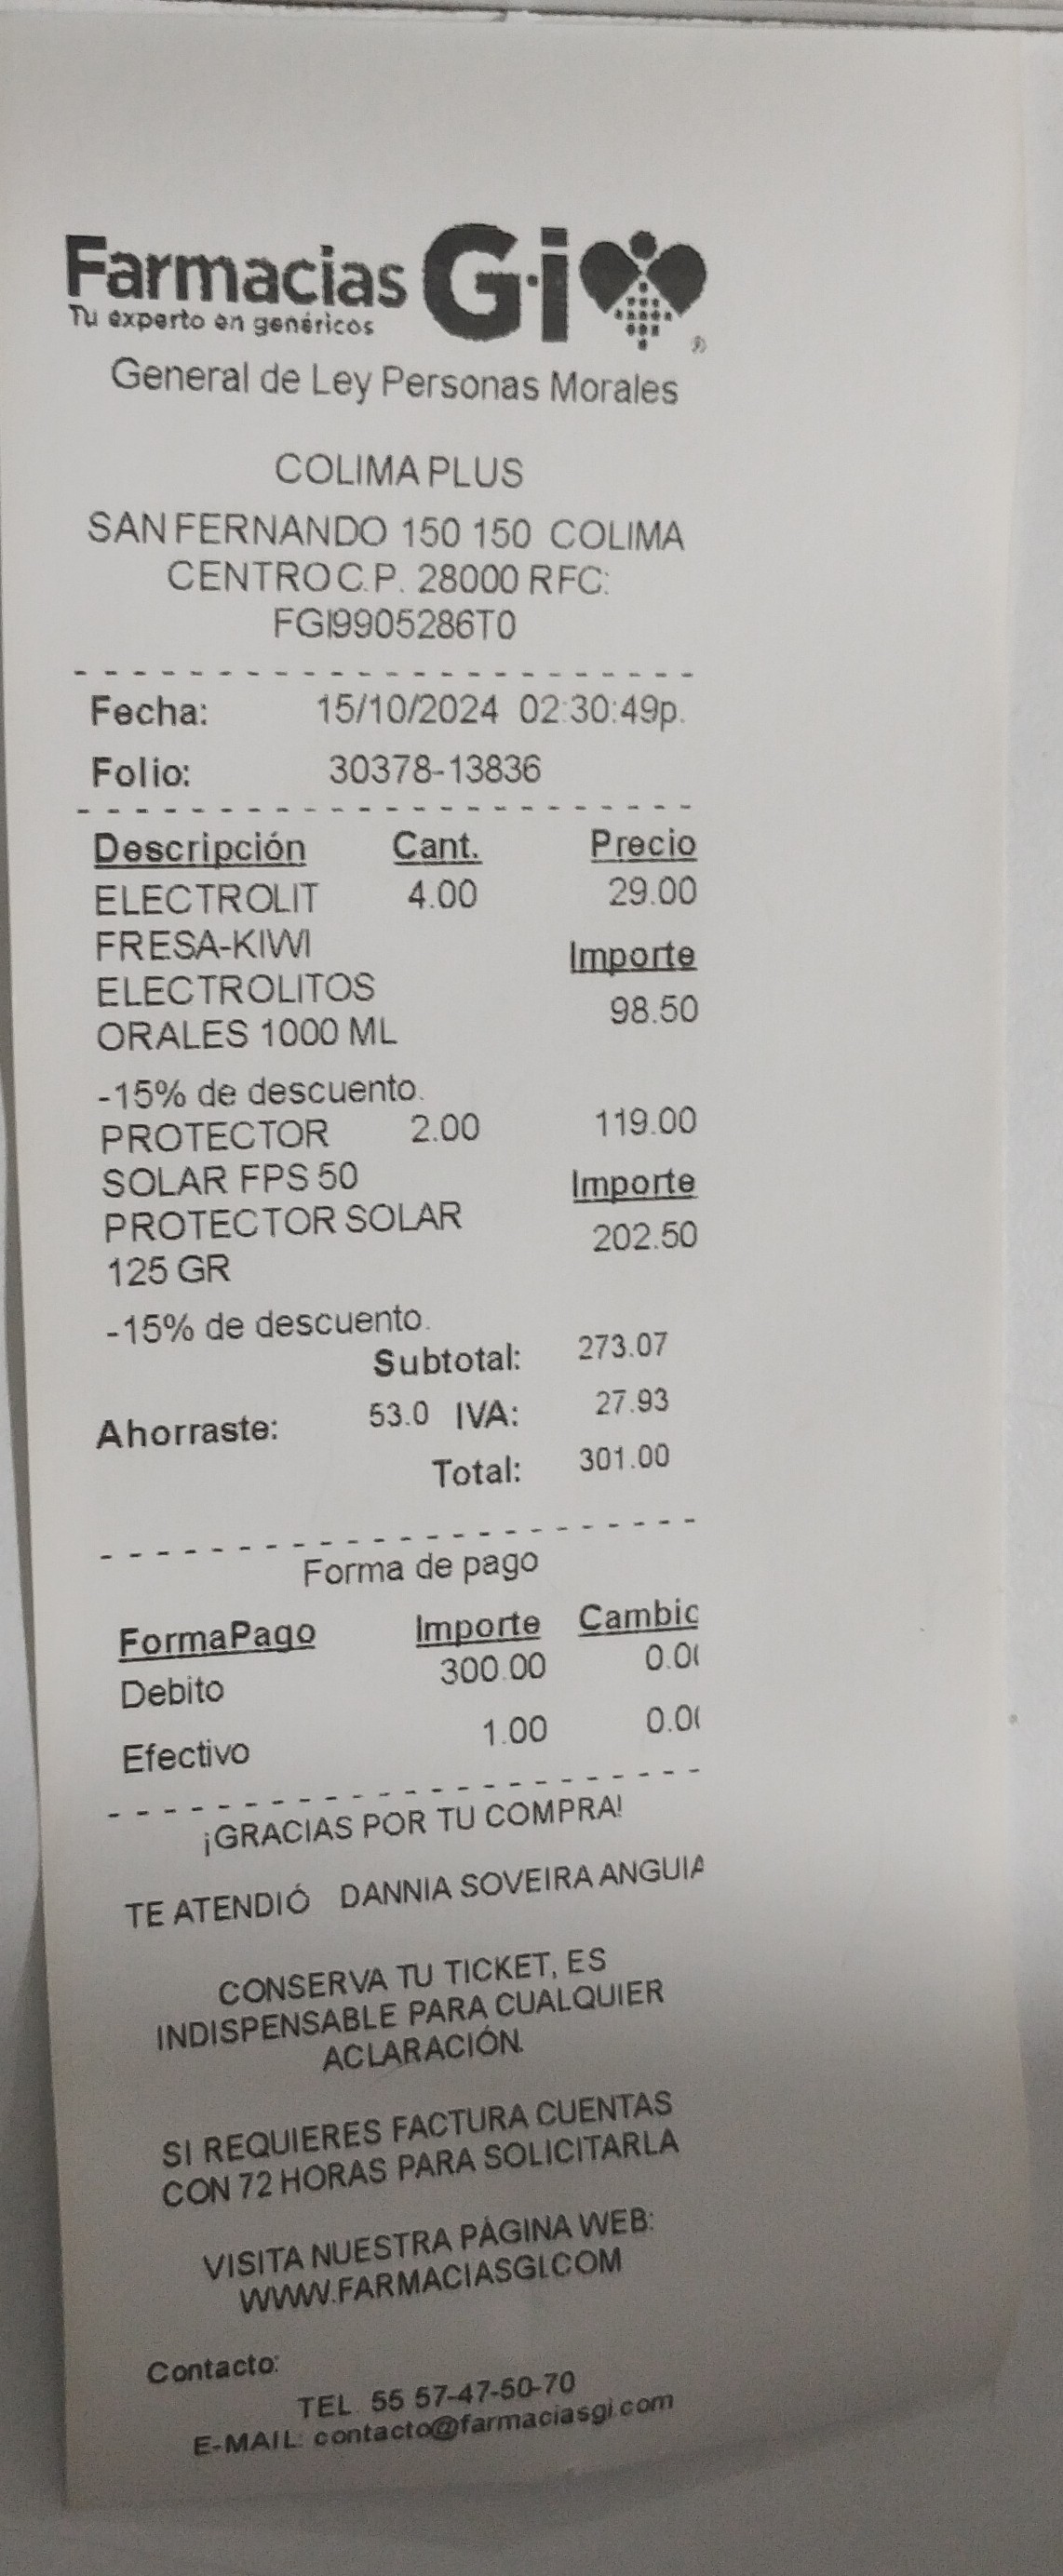 Farmacias G·i ®
Tu experto en genéricos
General de Ley Personas Morales
COLIMA PLUS
SAN FERNANDO 150 150 COLIMA
CENTRO C.P. 28000 RFC:
FGI9905286T0
Fecha: 15/10/2024 02:30:49p.
Folio: 30378-13836
Descripción Cant. Precio
ELECTROLIT 4.00 29.00
FRESA-KIWI
Importe
ELECTROLITOS
98.50
ORALES 1000 ML
-15% de descuento.
PROTECTOR 2.00 119.00
SOLAR FPS 50
Importe
PROTECTOR SOLAR
202.50
125 GR
-15% de descuento.
Subtotal: 273.07
Ahorraste: 53.0 IVA: 27.93
Total: 301.00
Forma de pago
FormaPago Importe Cambic
Debito 300.00 0.0(
Efectivo 1.00 0.0(
¡GRACIAS POR TU COMPRA!
TE ATENDIÓ DANNIA SOVEIRA ANGUIA
CONSERVA TU TICKET, ES
INDISPENSABLE PARA CUALQUIER
ACLARACIÓN.
SI REQUIERES FACTURA CUENTAS
CON 72 HORAS PARA SOLICITARLA
VISITA NUESTRA PÁGINA WEB:
WWW.FARMACIASGI.COM
Contacto:
TEL. 55 57-47-50-70
E-MAIL: contacto@farmaciasgi.com